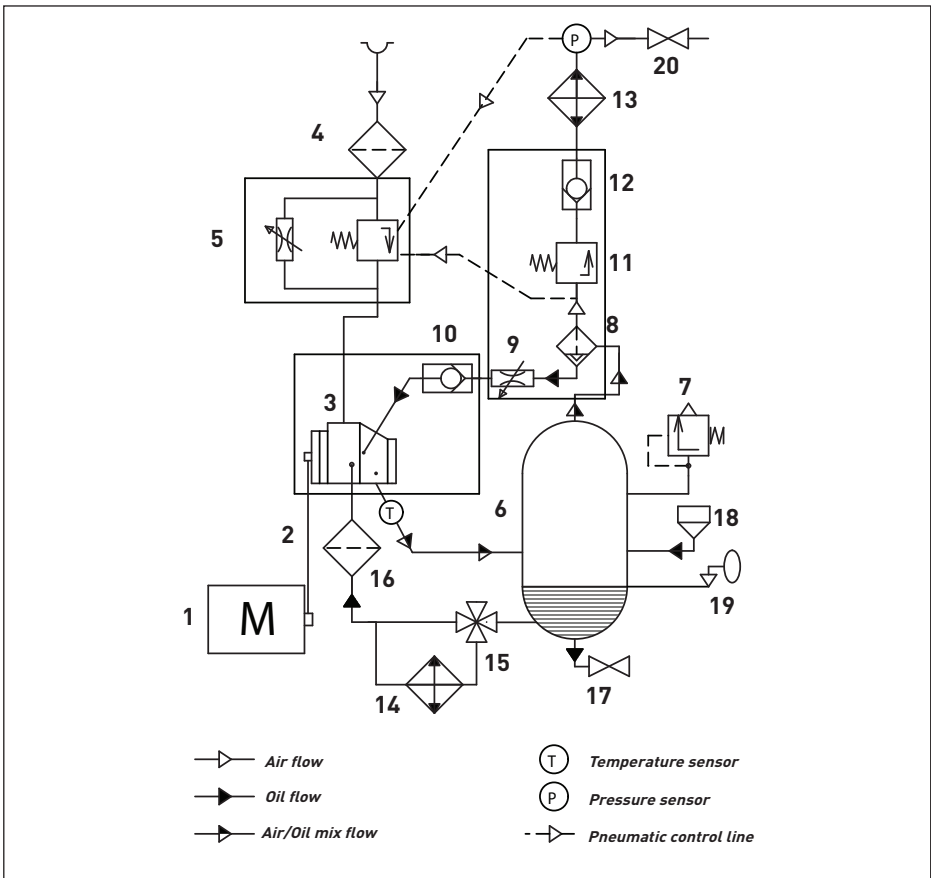 P
20
13
4
12
5
11
8
10
9
7
3
6
18
T
2
16
19
1
M
15
14
17
Air flow
T
Temperature sensor
Oil flow
P
Pressure sensor
Air/Oil mix flow
Pneumatic control line